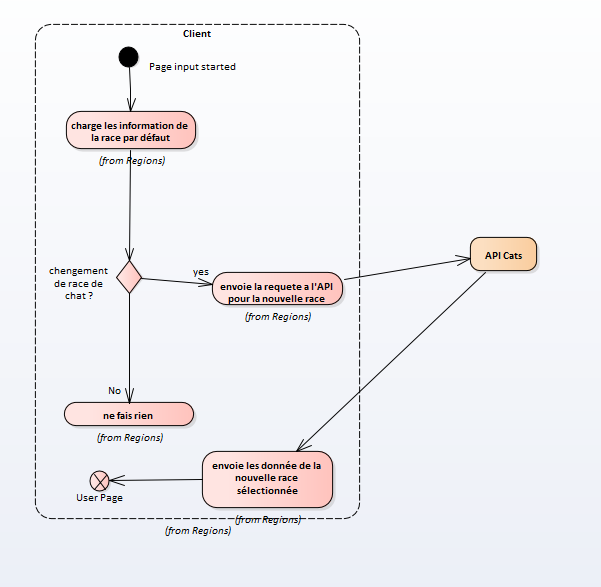 Client
Page input started
charge les information de
la race par défaut
(from Regions)
chengement
de race de
chat ?
yes
envoie la requete a l'API
pour la nouvelle race
(from Regions)
API Cats
No
ne fais rien
(from Regions)
envoie les donnée de la
nouvelle race
sélectionnée
User Page
(from Regions)
(from Regions)